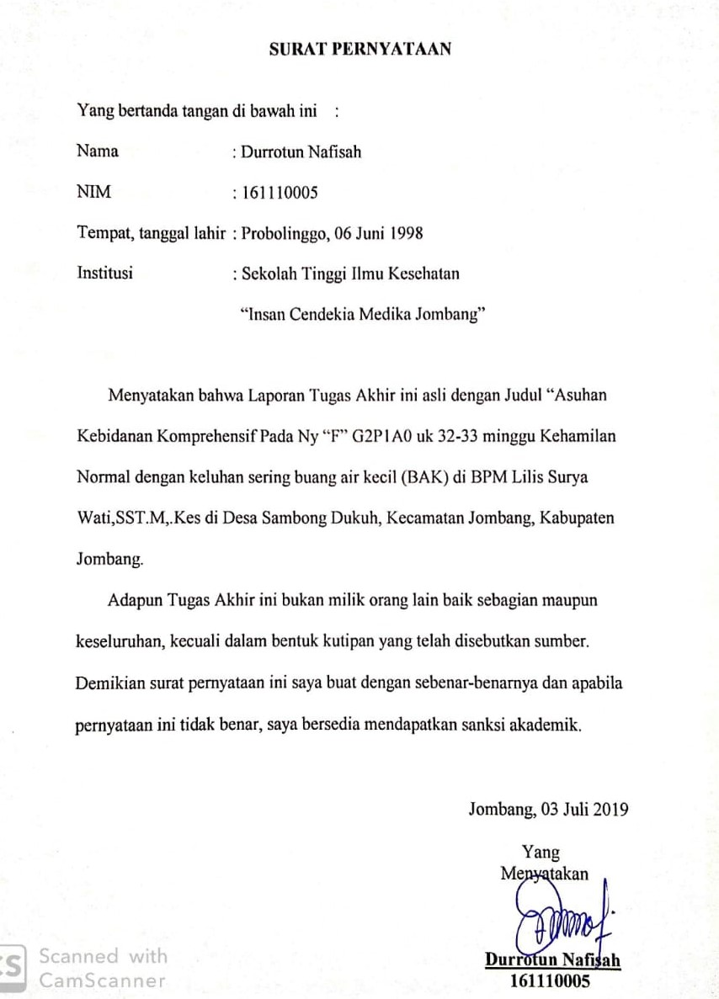 SURAT PERNYATAAN
Yang bertanda tangan di bawah ini :
Nama : Durrotun Nafisah
NIM : 161110005
Tempat, tanggal lahir : Probolinggo, 06 Juni 1998
Institusi : Sekolah Tinggi Ilmu Kesehatan
“Insan Cendekia Medika Jombang”
Menyatakan bahwa Laporan Tugas Akhir ini asli dengan Judul “Asuhan
Kebidanan Komprehensif Pada Ny “F” G2P1A0 uk 32-33 minggu Kehamilan
Normal dengan keluhan sering buang air kecil (BAK) di BPM Lilis Surya
Wati,SST.M,.Kes di Desa Sambong Dukuh, Kecamatan Jombang, Kabupaten
Jombang.
Adapun Tugas Akhir ini bukan milik orang lain baik sebagian maupun
keseluruhan, kecuali dalam bentuk kutipan yang telah disebutkan sumber.
Demikian surat pernyataan ini saya buat dengan sebenar-benarnya dan apabila
pernyataan ini tidak benar, saya bersedia mendapatkan sanksi akademik.
Jombang, 03 Juli 2019
Yang
Menyatakan
Durrotun Nafisah
161110005
CS Scanned with
CamScanner